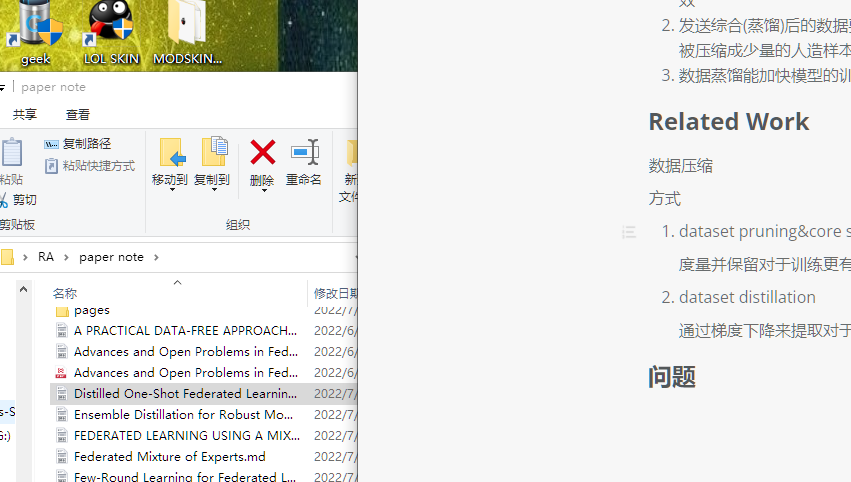 geek
LOL SKIN
MODSKIN...
paper note
共享
查看
粘贴
复制路径
粘贴快捷方式
剪切
剪贴板
移动到
复制到
删除
重命名
组织
新
文件
RA
paper note
名称
修改日期
pages
2022/7/
A PRACTICAL DATA-FREE APPROACH...
2022/6/
Advances and Open Problems in Fed...
2022/6/
Advances and Open Problems in Fed...
2022/6/
Distilled One-Shot Federated Learnin...
2022/7/
Ensemble Distillation for Robust Mo...
2022/7/
FEDERATED LEARNING USING A MIX...
2022/7/
Federated Mixture of Experts.md
2022/7/
Few-Round Learning for Federated L...
2022/7/
s-S
G:)
效
2. 发送综合(蒸馏)后的数据
被压缩成少量的人造样本
3. 数据蒸馏能加快模型的训
Related Work
数据压缩
方式
1. dataset pruning&core s
度量并保留对于训练更有
2. dataset distillation
通过梯度下降来提取对于
问题